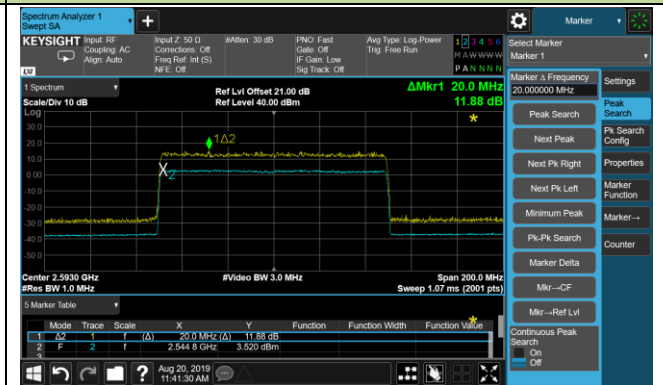 Spectrum Analyzer 1
Swept SA
Marker
KEYSIGHT Input: RF Input Z: 50 Ω #Atten: 30 dB PNO: Fast Avg Type: Log-Power 1 2 3 4 5 6
Coupling: AC Corrections: Off Gate: Off Trig: Free Run M A W W W W
Align: Auto Freq Ref: Int (S) IF Gain: Low
NFE: Off Sig Track: Off P A N N N N
LXI
Select Marker
Marker 1
1 Spectrum
Scale/Div 10 dB
Ref Lvl Offset 21.00 dB
Ref Level 40.00 dBm
ΔMkr1 20.0 MHz
11.88 dB
Log
30.0
20.0
10.0
0.00
-10.0
-20.0
-30.0
-40.0
-50.0
1Δ2
X2
Center 2.5930 GHz #Video BW 3.0 MHz Span 200.0 MHz
#Res BW 1.0 MHz Sweep 1.07 ms (2001 pts)
5 Marker Table
Mode Trace Scale X Y Function Function Width Function Value
1 Δ2 1 f (Δ) 20.0 MHz (Δ) 11.88 dB
2 F 2 f 2.544 8 GHz 3.520 dBm
3
Marker Δ Frequency
20.000000 MHz
Peak Search
Next Peak
Next Pk Right
Next Pk Left
Minimum Peak
Pk-Pk Search
Marker Delta
Mkr→CF
Mkr→Ref Lvl
Continuous Peak
Search
On
Off
Settings
Peak
Search
Pk Search
Config
Properties
Marker
Function
Marker→
Counter
? Aug 20, 2019
11:41:30 AM